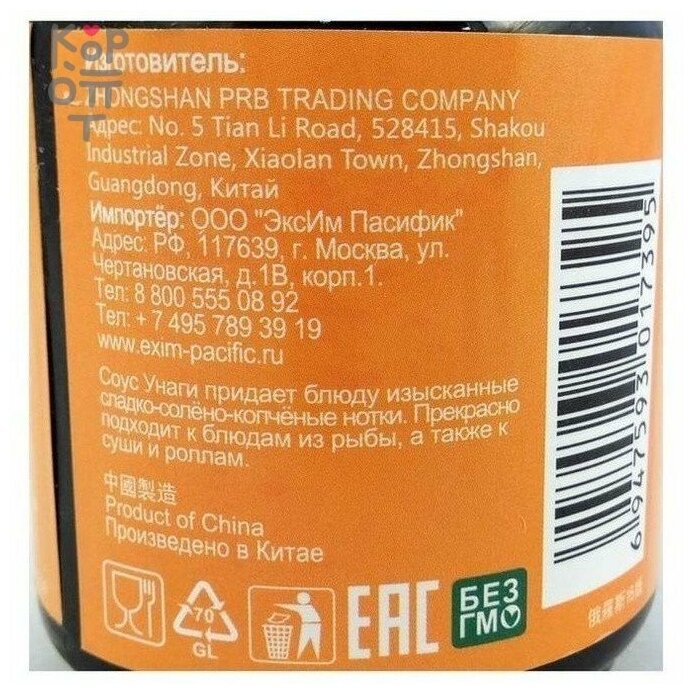 КОРОПТ
изготовитель:
ZHONGSHAN PRB TRADING COMPANY
Адрес: No. 5 Tian Li Road, 528415, Shakou
Industrial Zone, Xiaolan Town, Zhongshan,
Guangdong, Китай
Импортёр: ООО "ЭксИм Пасифик"
Адрес: РФ, 117639, г. Москва, ул.
Чертановская, д.1В, корп.1.
Тел: 8 800 555 08 92
Тел: +7 495 789 39 19
www.exim-pacific.ru
Соус Унаги придает блюду изысканные
сладко-солёно-копчёные нотки. Прекрасно
подходит к блюдам из рыбы, а также к
суши и роллам.
中國製造
Product of China
Произведено в Китае
70
GL
EAC
БЕЗ
ГМО
6947593017395